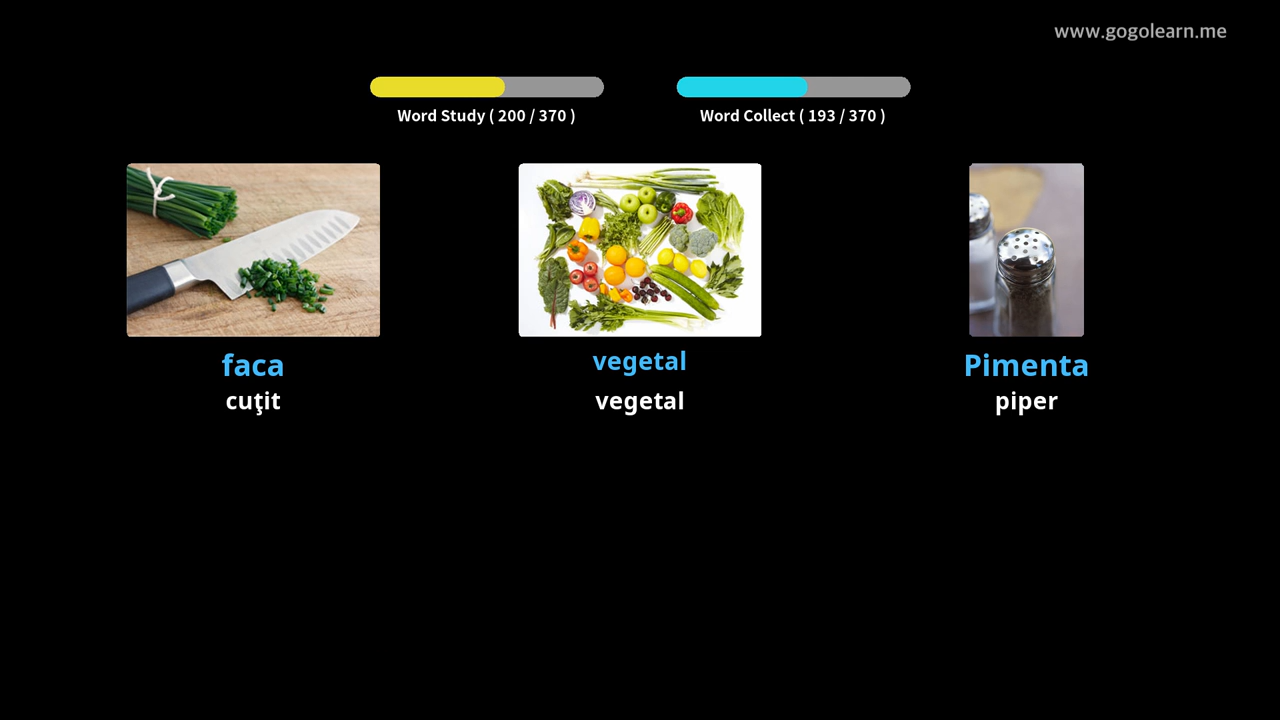 www.gogolearn.me
Word Study ( 200 / 370 )
Word Collect ( 193 / 370 )
faca
vegetal
Pimenta
cuţit
vegetal
piper